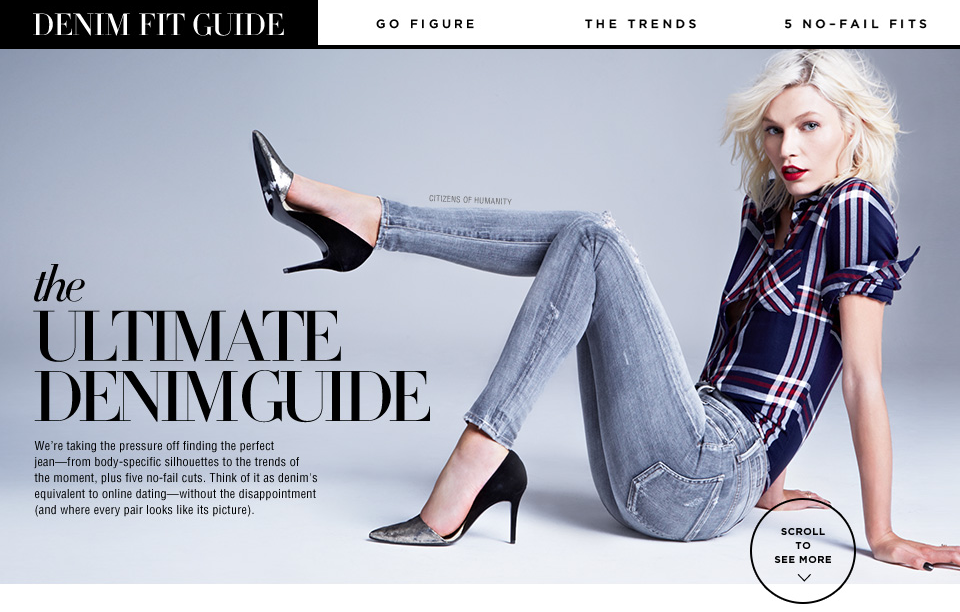 DENIM FIT GUIDE
GO FIGURE
THE TRENDS
5 NO–FAIL FITS
CITIZENS OF HUMANITY
the
ULTIMATE
DENIM GUIDE
We're taking the pressure off finding the perfect
jean—from body-specific silhouettes to the trends of
the moment, plus five no-fail cuts. Think of it as denim's
equivalent to online dating—without the disappointment
(and where every pair looks like its picture).
SCROLL
TO
SEE MORE